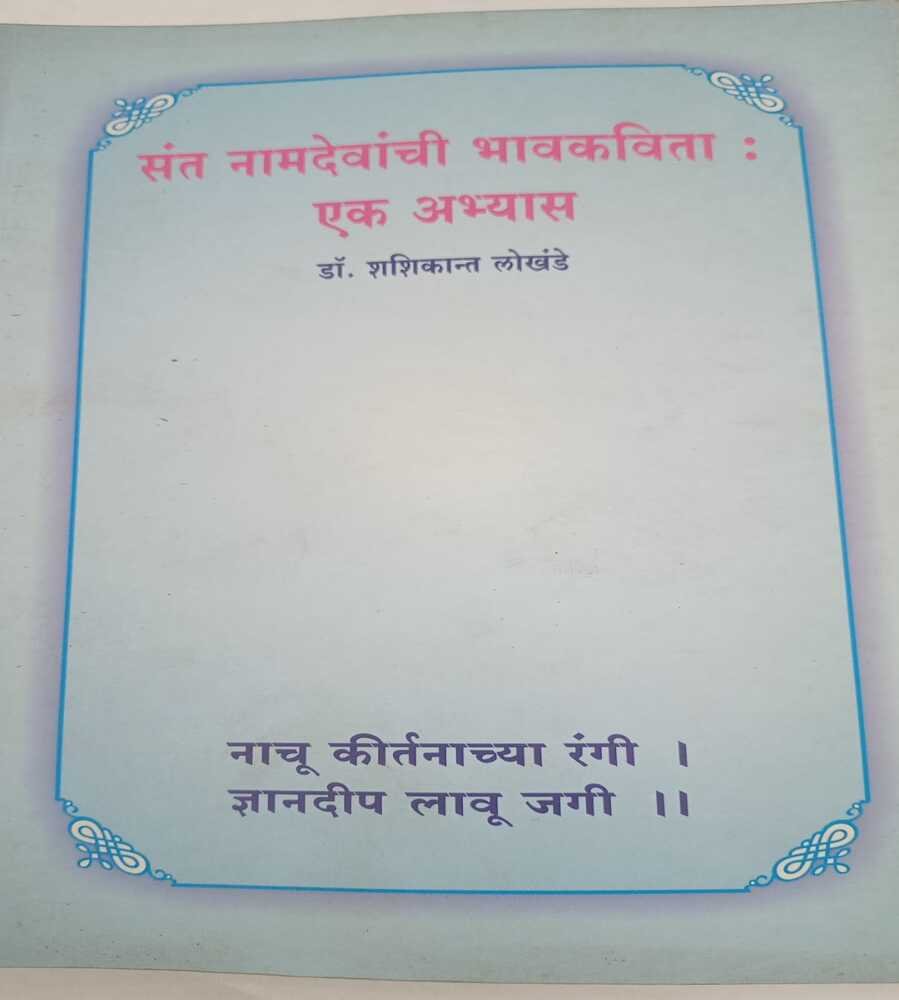 संत नामदेवांची भावकविता :
एक अभ्यास
डॉ. शशिकान्त लोखंडे
नाचू कीर्तनाच्या रंगी ।
ज्ञानदीप लावू जगी ।।